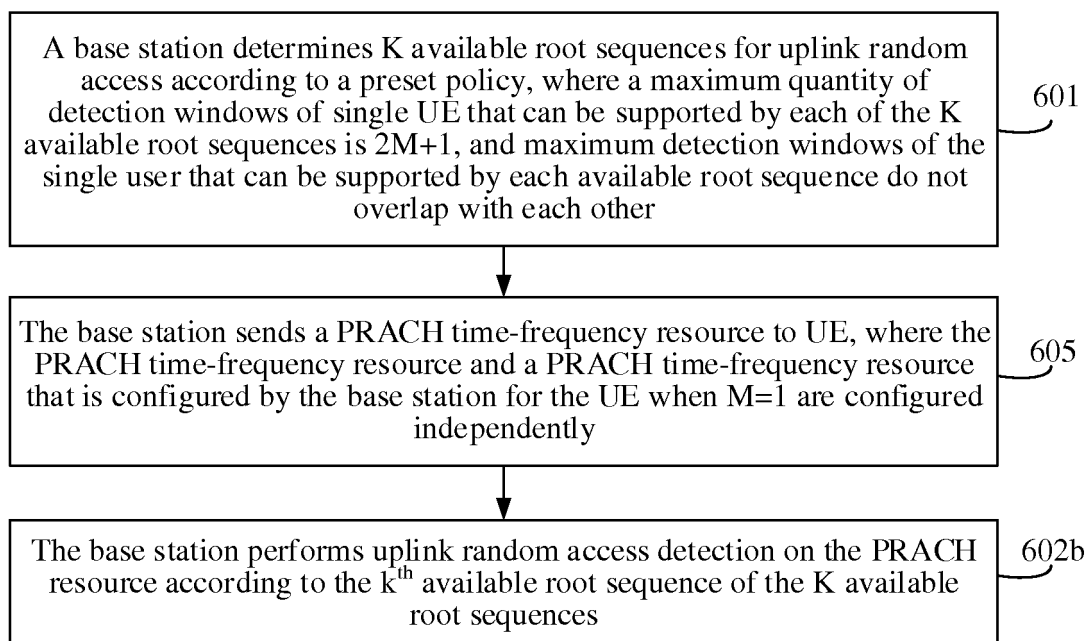 A base station determines K available root sequences for uplink random
access according to a preset policy, where a maximum quantity of
detection windows of single UE that can be supported by each of the K
available root sequences is 2M+1, and maximum detection windows of the
single user that can be supported by each available root sequence do not
overlap with each other
601
The base station sends a PRACH time-frequency resource to UE, where the
PRACH time-frequency resource and a PRACH time-frequency resource
that is configured by the base station for the UE when M=1 are configured
independently
605
The base station performs uplink random access detection on the PRACH
resource according to the kth available root sequence of the K available
root sequences
602b